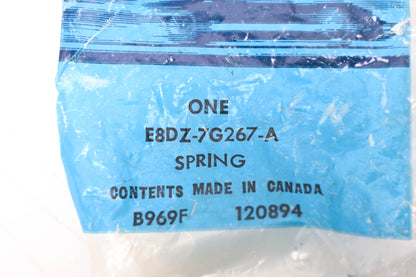 ONE
E8DZ-7G267-A
SPRING
CONTENTS MADE IN CANADA
B969F 120894